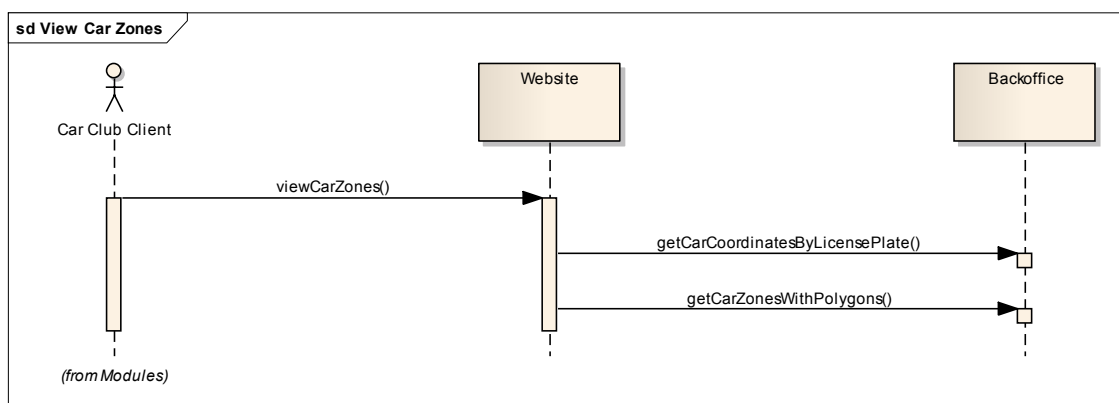 sd View Car Zones
Website
Backoffice
Car Club Client
viewCarZones()
getCarCoordinatesByLicensePlate()
getCarZonesWithPolygons()
(from Modules)